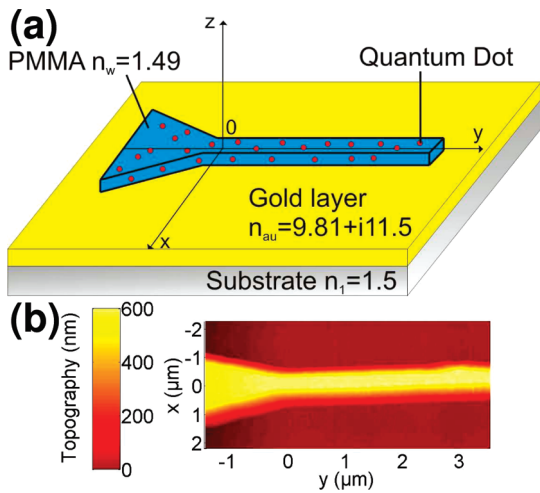 (a)
z
PMMA n_w=1.49
Quantum Dot
0
y
Gold layer
n_au=9.81+i11.5
x
Substrate n_1=1.5
(b)
Topography (nm)
600
400
200
0
x (µm)
-2
-1
0
1
2
-1 0 1 2 3
y (µm)